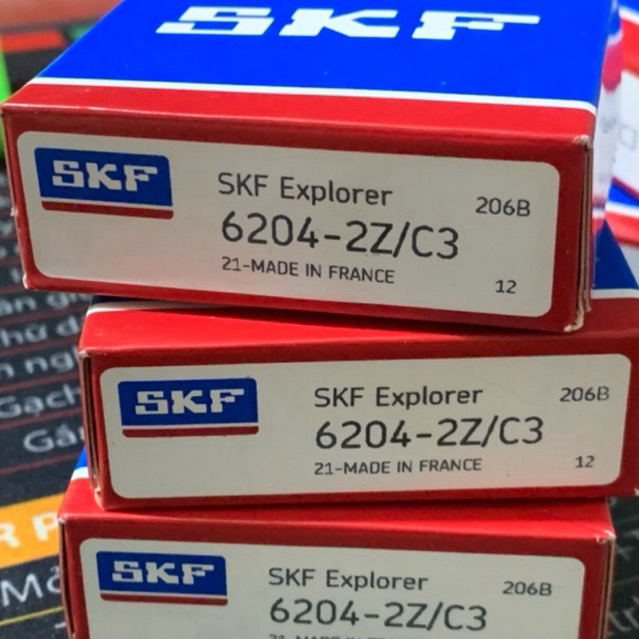 SKF
SKF
SKF Explorer
206B
6204-2Z/C3
21-MADE IN FRANCE
12
SKF
SKF Explorer
206B
6204-2Z/C3
21-MADE IN FRANCE
12
SKF
SKF Explorer
206B
6204-2Z/C3